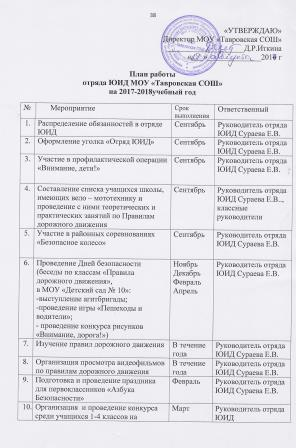 38
«УТВЕРЖДАЮ»
Директор МОУ «Тавровская СОШ»
Д.Р.Иткина
2017 г
План работы
отряда ЮИД МОУ «Тавровская СОШ»
на 2017-2018учебный год
№ Мероприятие Срок выполнения Ответственный
1. Распределение обязанностей в отряде ЮИД Сентябрь Руководитель отряда ЮИД Сураева Е.В.
2. Оформление уголка «Отряд ЮИД» Сентябрь Руководитель отряда ЮИД Сураева Е.В.
3. Участие в профилактической операции «Внимание, дети!» Сентябрь Руководитель отряда ЮИД Сураева Е.В.
4. Составление списка учащихся школы, имеющих вело – мототехнику и проведение с ними теоретических и практических занятий по Правилам дорожного движения Сентябрь Руководитель отряда ЮИД Сураева Е.В.., классные руководители
5. Участие в районных соревнованиях «Безопасное колесо» Сентябрь Руководитель отряда ЮИД Сураева Е.В.
6. Проведение Дней безопасности (беседы по классам «Правила дорожного движения», в МОУ «Детский сад № 10»: -выступление агитбригады; -проведение игры «Пешеходы и водители»; - проведение конкурса рисунков «Внимание, дорога!») Ноябрь Декабрь Февраль Апрель Руководитель отряда ЮИД Сураева Е.В.
7. Изучение правил дорожного движения В течение года Руководитель отряда ЮИД Сураева Е.В.
8. Организация просмотра видеофильмов по правилам дорожного движения В течение года Руководитель отряда ЮИД Сураева Е.В.
9. Подготовка и проведение праздника для первоклассников «Азбука Безопасности» Февраль Руководитель отряда ЮИД Сураева Е.В.
10. Организация и проведение конкурса среди учащихся 1-4 классов на Март Руководитель отряда ЮИД